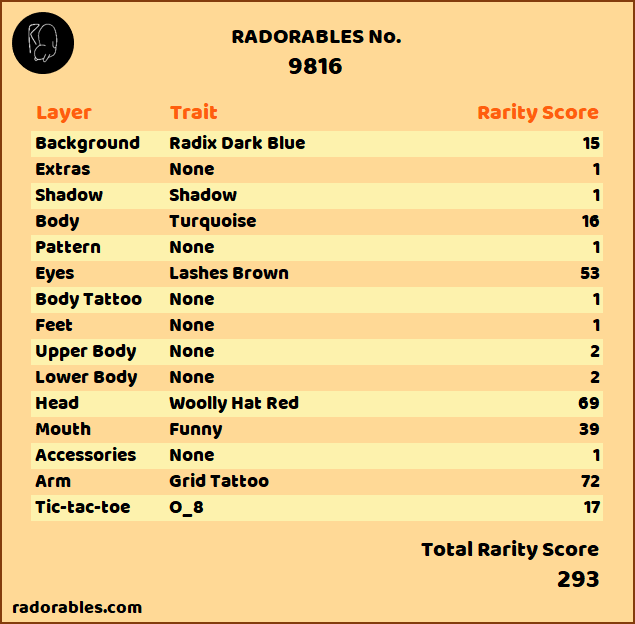 RADORABLES No.
9816
Layer Trait Rarity Score
Background Radix Dark Blue 15
Extras None 1
Shadow Shadow 1
Body Turquoise 16
Pattern None 1
Eyes Lashes Brown 53
Body Tattoo None 1
Feet None 1
Upper Body None 2
Lower Body None 2
Head Woolly Hat Red 69
Mouth Funny 39
Accessories None 1
Arm Grid Tattoo 72
Tic-tac-toe O_8 17
Total Rarity Score
293
radorables.com